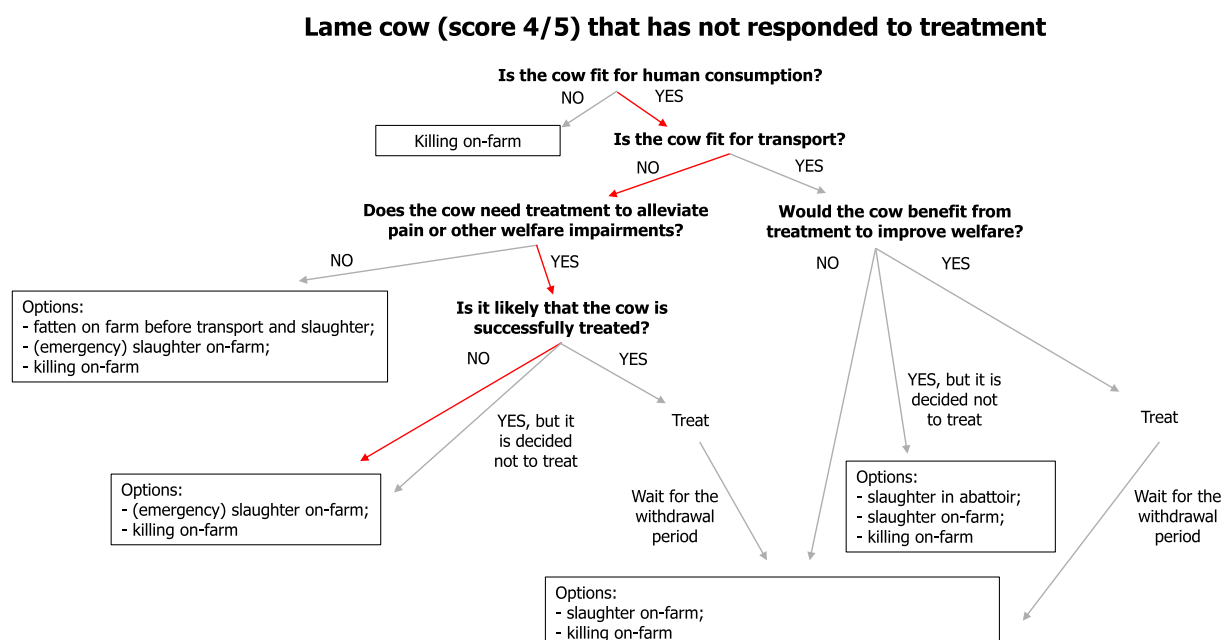 Lame cow (score 4/5) that has not responded to treatment
Is the cow fit for human consumption?
NO
YES
Killing on-farm
Is the cow fit for transport?
NO
YES
Does the cow need treatment to alleviate
pain or other welfare impairments?
Would the cow benefit from
treatment to improve welfare?
NO
YES
NO
YES
Options:
- fatten on farm before transport and slaughter;
- (emergency) slaughter on-farm;
- killing on-farm
Is it likely that the cow is
successfully treated?
NO
YES
YES, but it
is decided
not to treat
Treat
YES, but it is
decided not
to treat
Treat
Options:
- (emergency) slaughter on-farm;
- killing on-farm
Wait for the
withdrawal
period
Options:
- slaughter in abattoir;
- slaughter on-farm;
- killing on-farm
Wait for the
withdrawal
period
Options:
- slaughter on-farm;
- killing on-farm